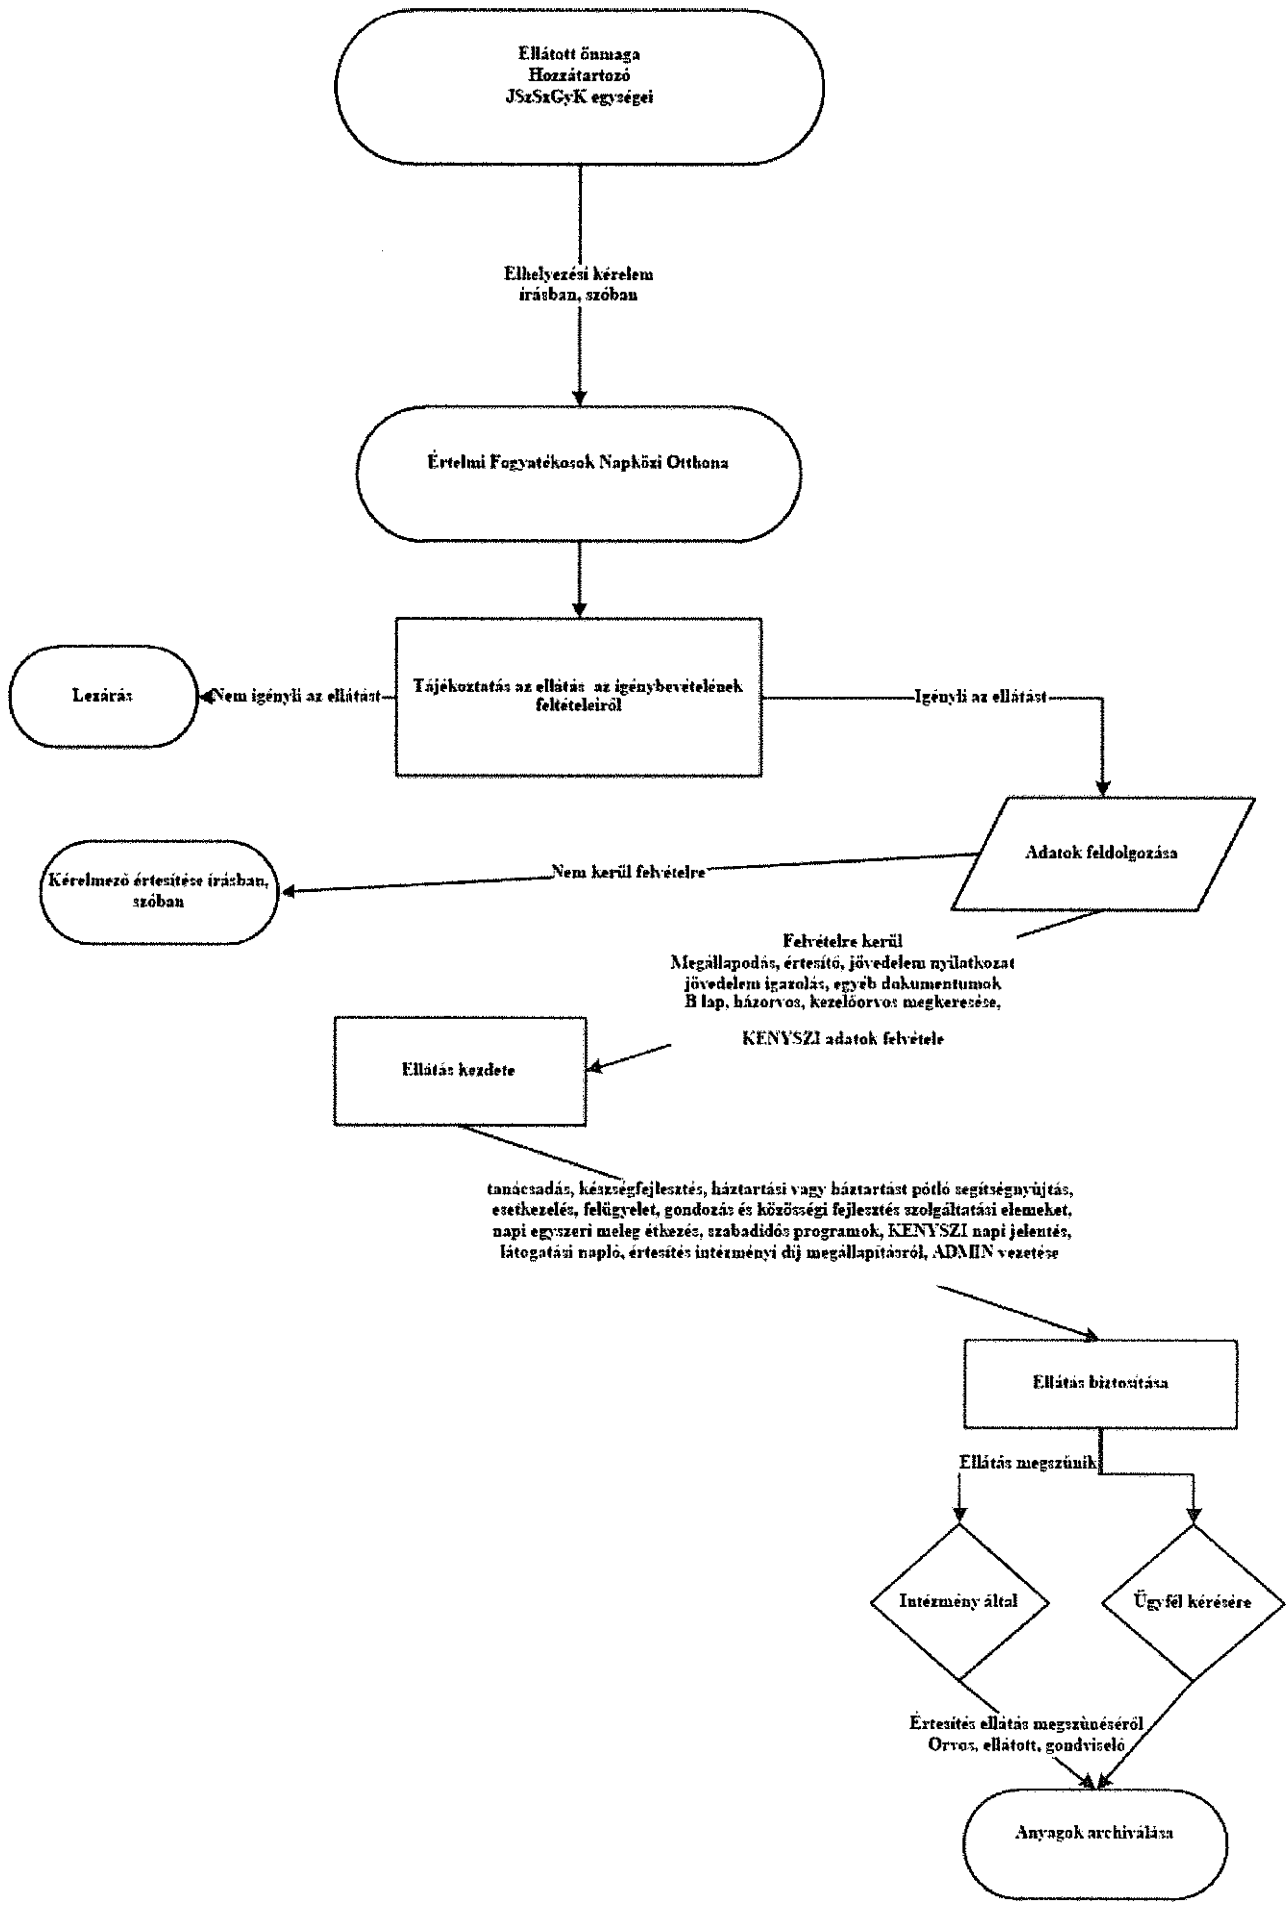 Ellátott önmaga
Hozzátartozó
JSzSzGyK egységei
Elhelyezési kérelem
írásban, szóban
Értelmi Fogyatékosok Napközi Otthona
Lezárás
Nem igényli az ellátást
Tájékoztatás az ellátás az igénybevételének
feltételeiről
Igényli az ellátást
Adatok feldolgozása
Nem kerül felvételre
Kérelmező értesítése írásban,
szóban
Felvételre kerül
Megállapodás, értesítő, jövedelem nyilatkozat
jövedelem igazolás, egyéb dokumentumok
B lap, házorvos, kezelőorvos megkeresése,
KENYSZI adatok felvétele
Ellátás kezdete
tanácsadás, készségfejlesztés, háztartási vagy háztartást pótló segítségnyújtás,
esetkezelés, felügyelet, gondozás és közösségi fejlesztés szolgáltatási elemeket,
napi egyszeri meleg étkezés, szabadidős programok, KENYSZI napi jelentés,
látogatási napló, értesítés intézményi díj megállapításról, ADMIN vezetése
Ellátás biztosítása
Ellátás megszűnik
Intézmény által
Ügyfél kérésére
Értesítés ellátás megszűnéséről
Orvos, ellátott, gondviselő
Anyagok archiválása